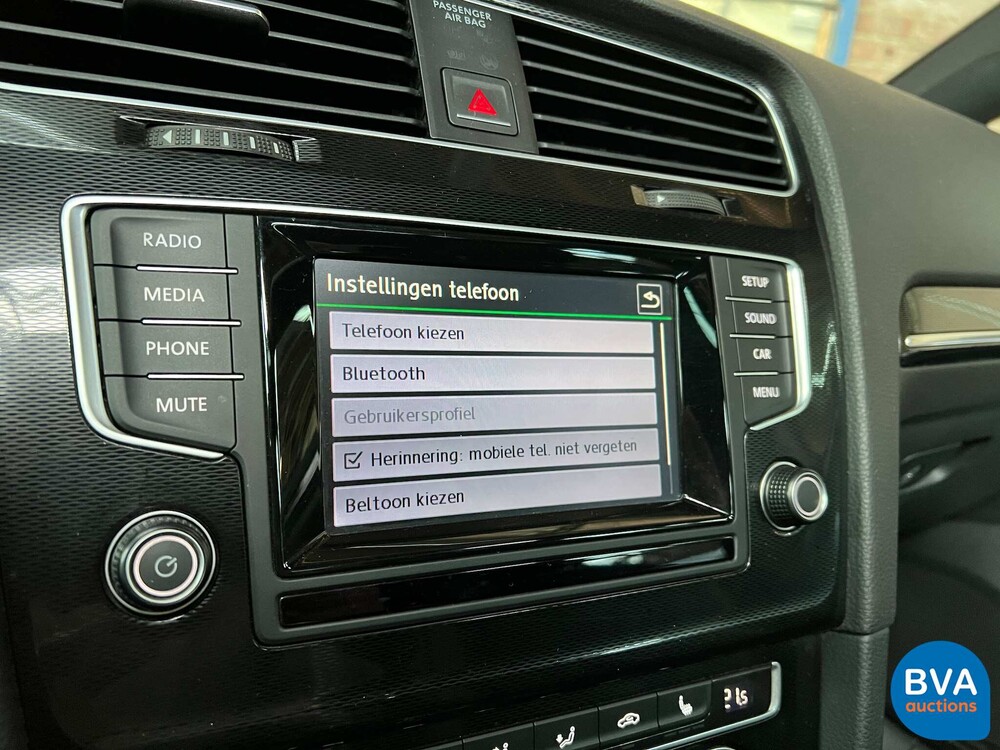 PASSENGER
AIR BAG
RADIO
MEDIA
PHONE
MUTE
Instellingen telefoon
Telefoon kiezen
Bluetooth
Gebruikersprofiel
Herinnering: mobiele tel. niet vergeten
Beltoon kiezen
SETUP
SOUND
CAR
MENU
BVA
auctions